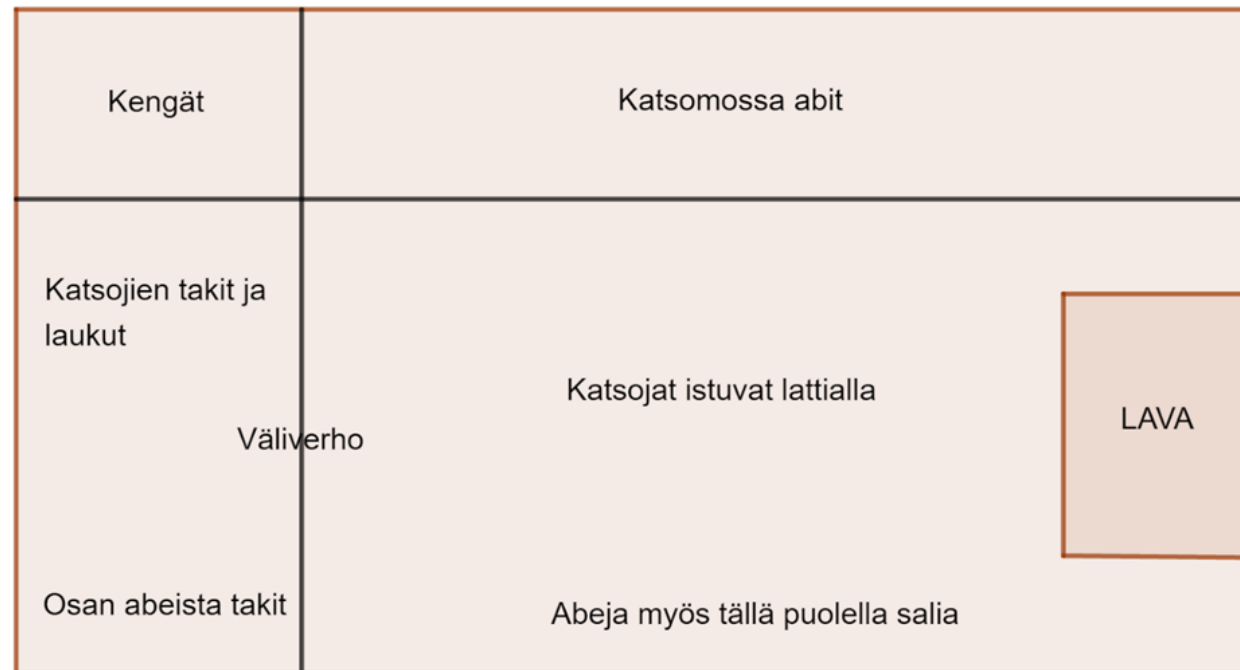 Kengät
Katsomossa abit
Katsojien takit ja
laukut
Väliverho
Katsojat istuvat lattialla
LAVA
Osan abeista takit
Abeja myös tällä puolella salia